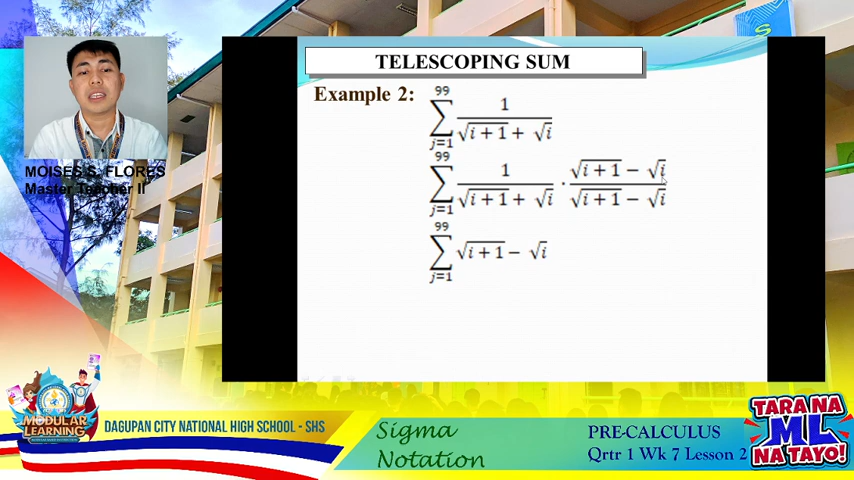 TELESCOPING SUM
Example 2:
99
∑ 1 / (√i + 1 + √i)
j=1
99
∑ 1 / (√i + 1 + √i) · (√i + 1 − √i) / (√i + 1 − √i)
j=1
99
∑ √i + 1 − √i
j=1
MOISES S. FLORES
Master Teacher II
MODULAR
LEARNING
DAGUPAN CITY NATIONAL HIGH SCHOOL - SHS
Sigma
Notation
PRE-CALCULUS
Qrtr 1 Wk 7 Lesson 2
TARA NA
ML
NA TAYO!